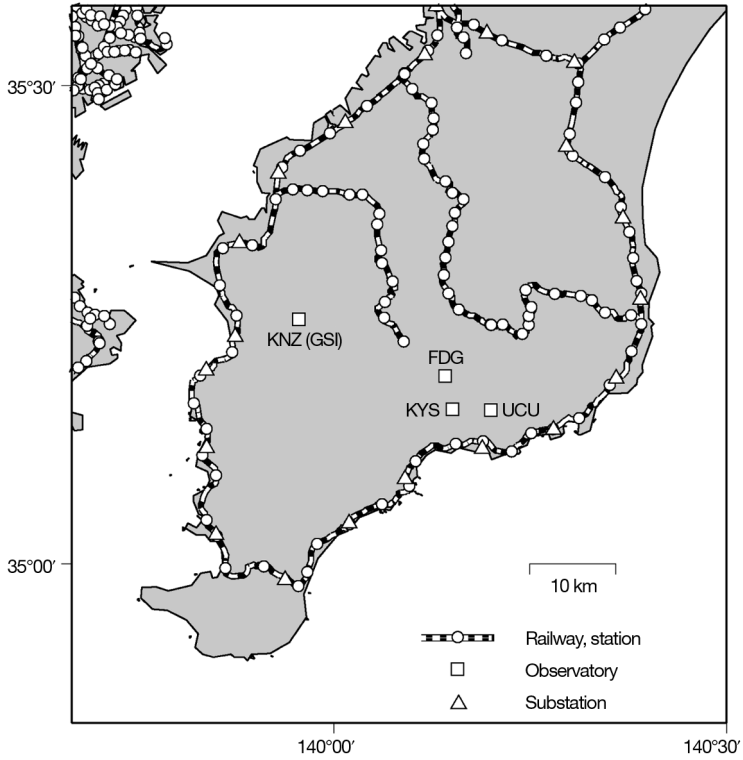 35°30′
KNZ (GSI)
FDG
KYS
UCU
35°00′
10 km
Railway, station
Observatory
Substation
140°00′
140°30′